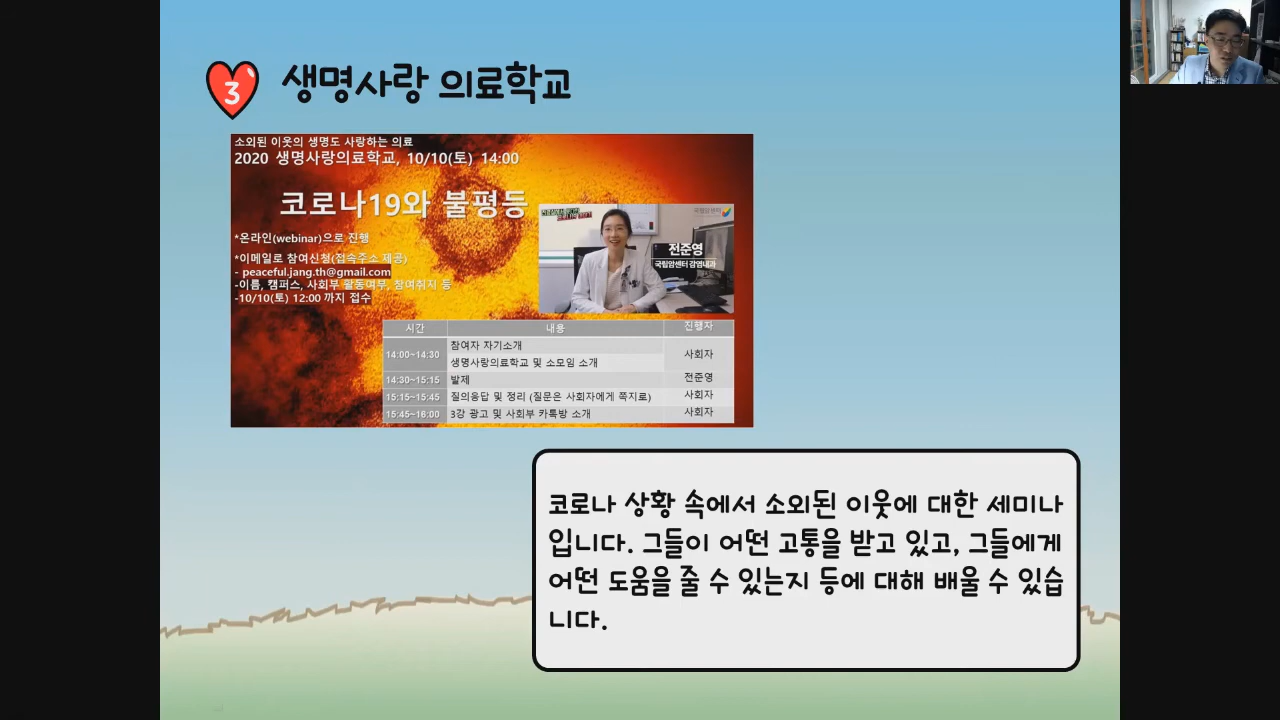 3
생명사랑 의료학교
소외된 이웃의 생명도 사랑하는 의료
2020 생명사랑의료학교, 10/10(토) 14:00
코로나19와 불평등
*온라인(webinar)으로 진행
*이메일로 참여신청(접속주소 제공)
- peaceful.jang.th@gmail.com
-이름, 캠퍼스, 사회부 활동여부, 참여취지 등
-10/10(토) 12:00 까지 접수
국립암센터
전준영
국립암센터 감염내과
시간 내용 진행자
14:00~14:30 참여자 자기소개 사회자
생명사랑의료학교 및 소모임 소개
14:30~15:15 발제 전준영
15:15~15:45 질의응답 및 정리 (질문은 사회자에게 쪽지로) 사회자
15:45~16:00 3강 광고 및 사회부 카톡방 소개 사회자
코로나 상황 속에서 소외된 이웃에 대한 세미나
입니다. 그들이 어떤 고통을 받고 있고, 그들에게
어떤 도움을 줄 수 있는지 등에 대해 배울 수 있습
니다.